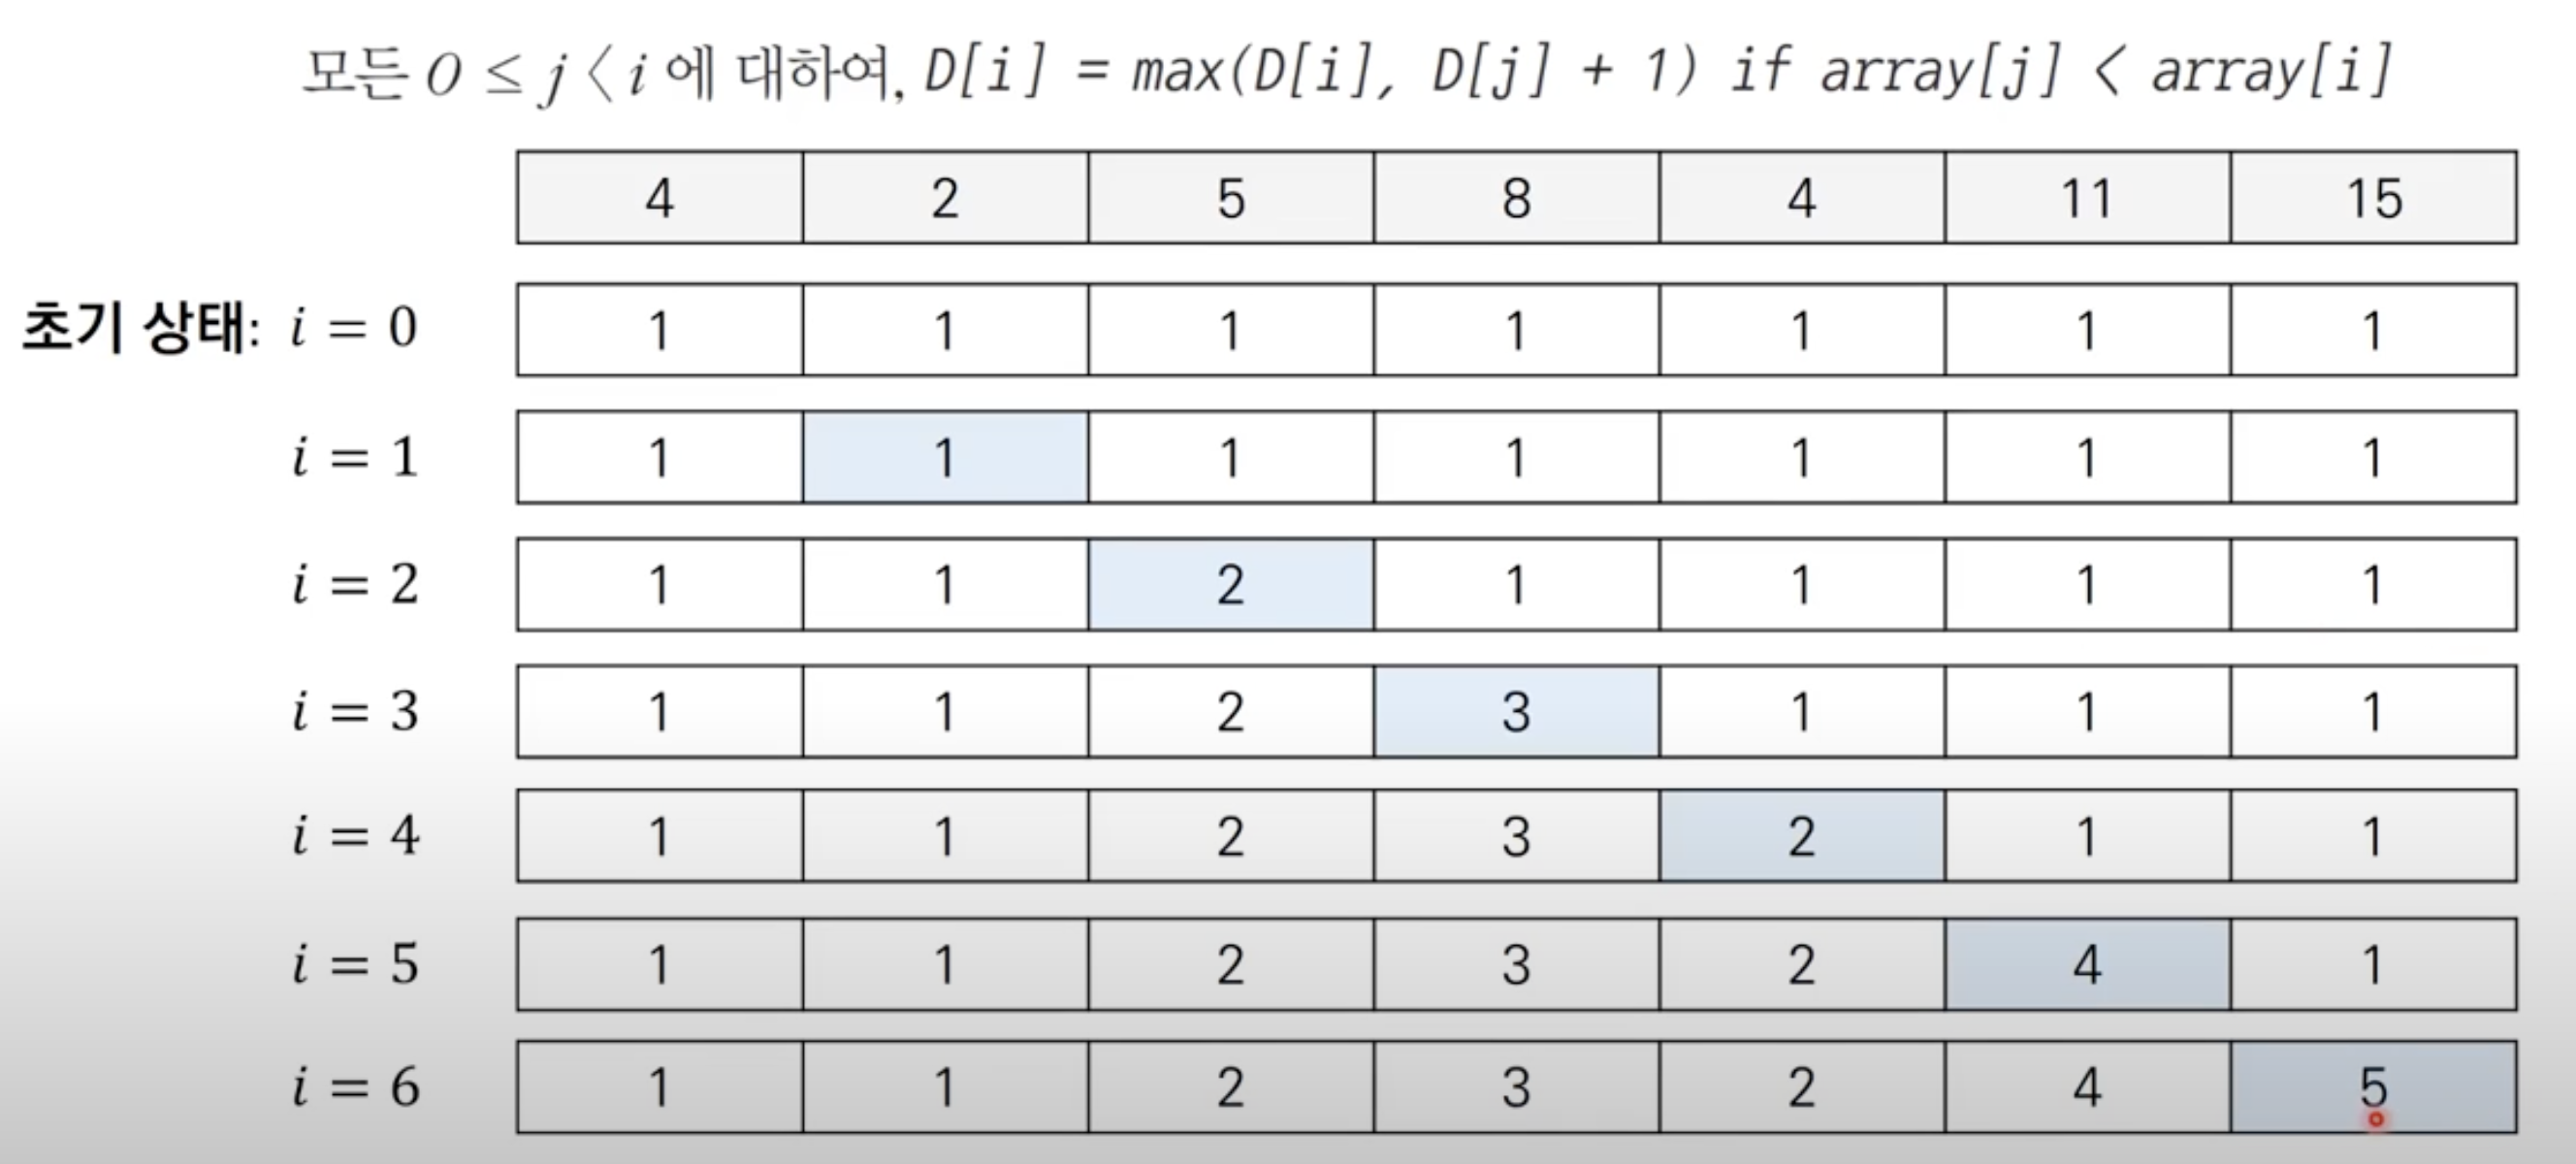 모든 0 ≤ j < i 에 대하여, D[i] = max(D[i], D[j] + 1) if array[j] < array[i]
4 2 5 8 4 11 15
초기 상태: i = 0 1 1 1 1 1 1 1
i = 1 1 1 1 1 1 1 1
i = 2 1 1 2 1 1 1 1
i = 3 1 1 2 3 1 1 1
i = 4 1 1 2 3 2 1 1
i = 5 1 1 2 3 2 4 1
i = 6 1 1 2 3 2 4 5